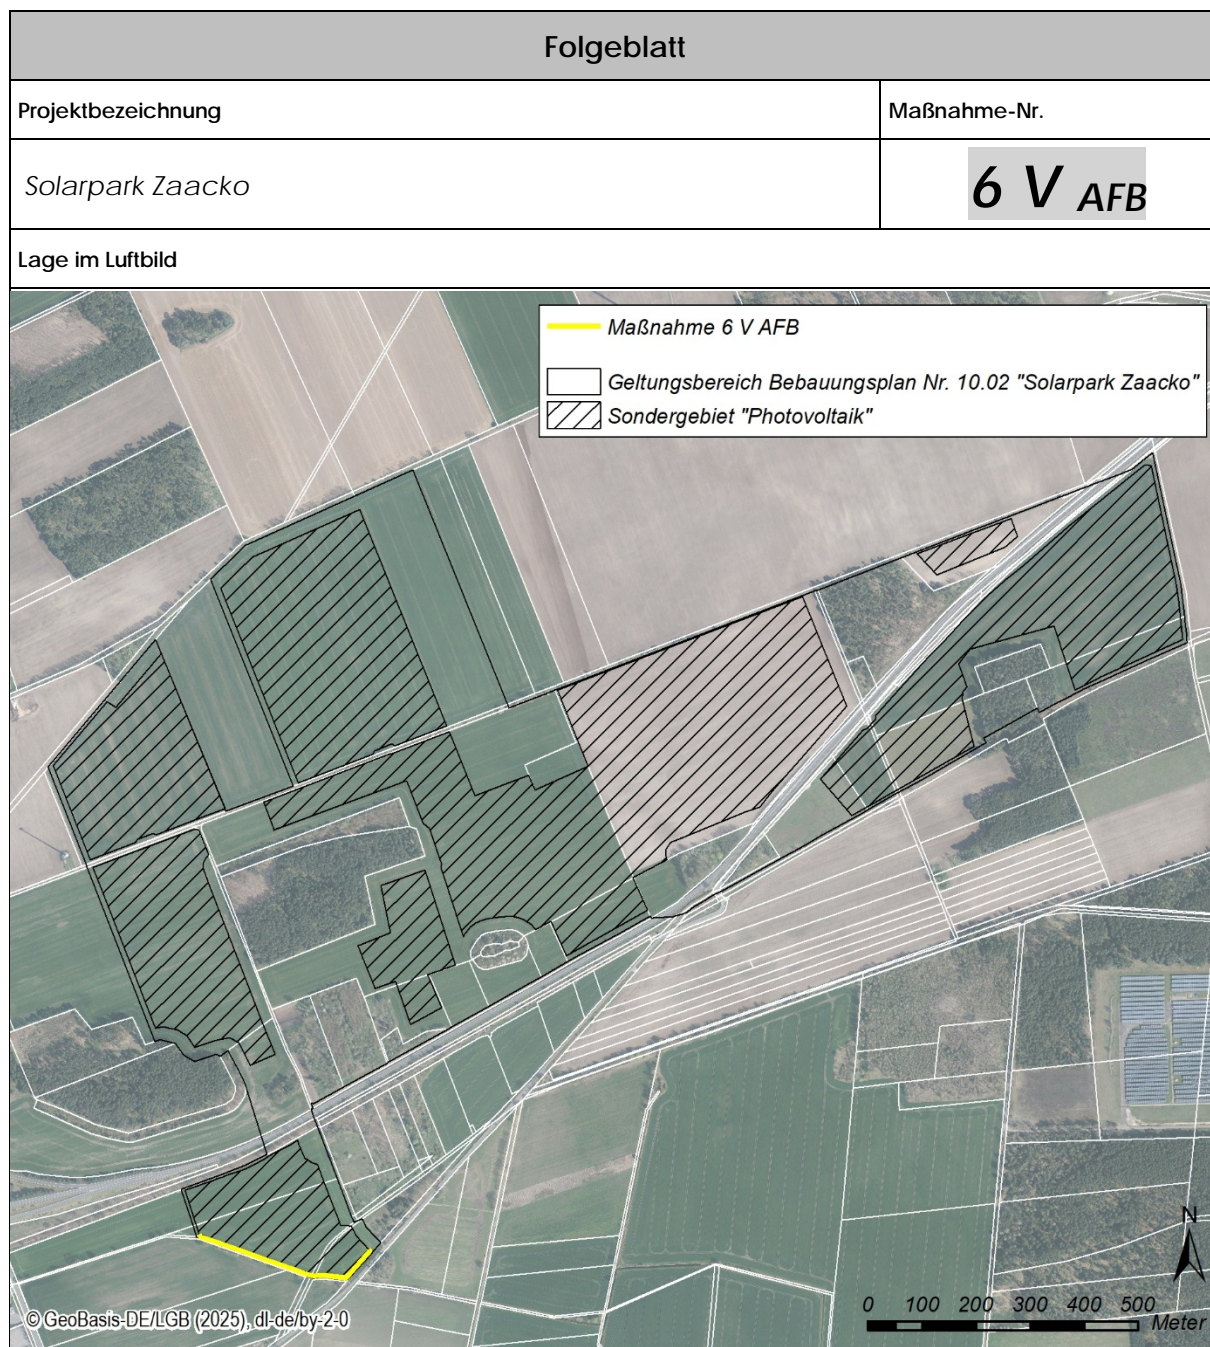 Folgeblatt
Projektbezeichnung
Maßnahme-Nr.
Solarpark Zaacko
6 V AFB
Lage im Luftbild
Maßnahme 6 V AFB
Geltungsbereich Bebauungsplan Nr. 10.02 "Solarpark Zaacko"
Sondergebiet "Photovoltaik"
N
0 100 200 300 400 500
Meter
© GeoBasis-DE/LGB (2025), dl-de/by-2-0